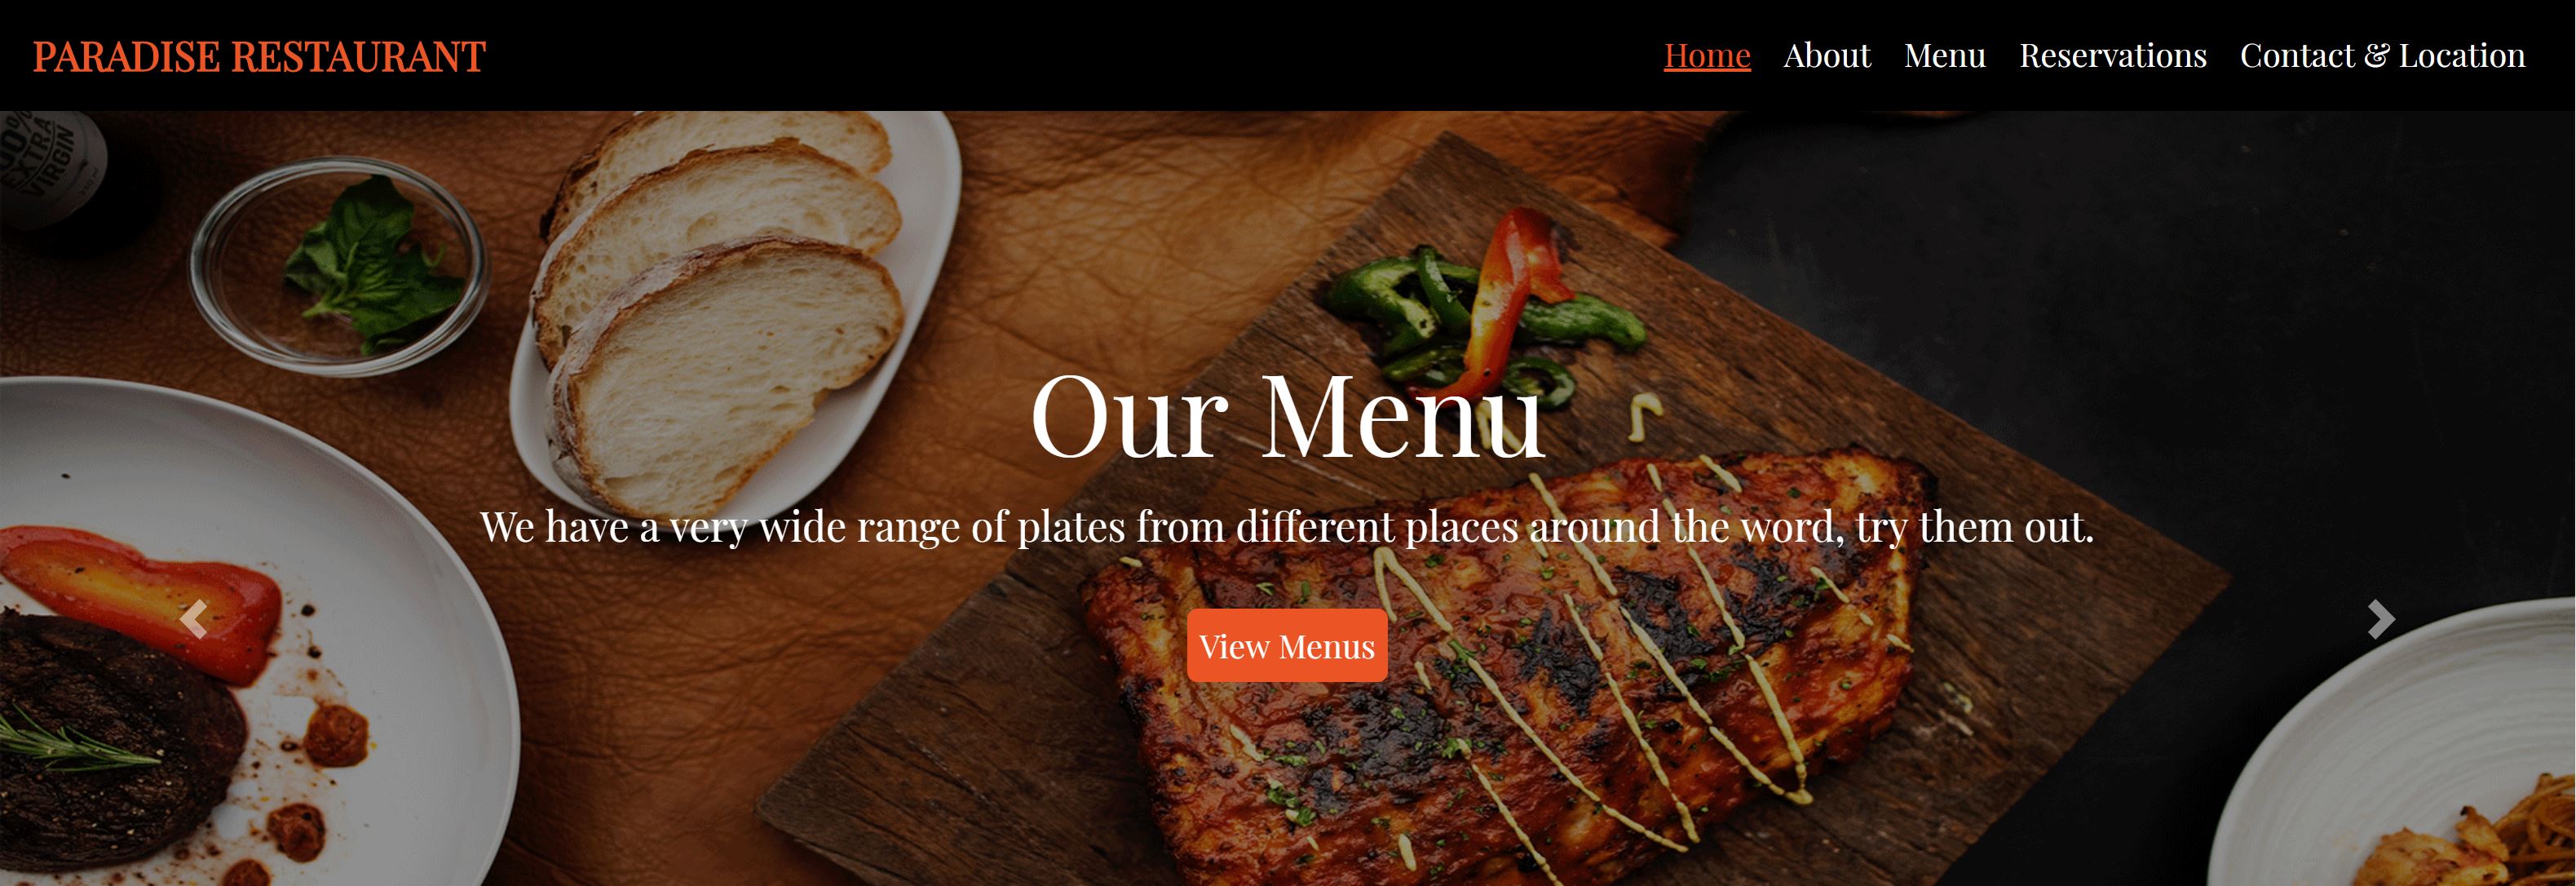 PARADISE RESTAURANT
Home About Menu Reservations Contact & Location
EXTRA
VIRGIN
Our Menu
We have a very wide range of plates from different places around the word, try them out.
View Menus